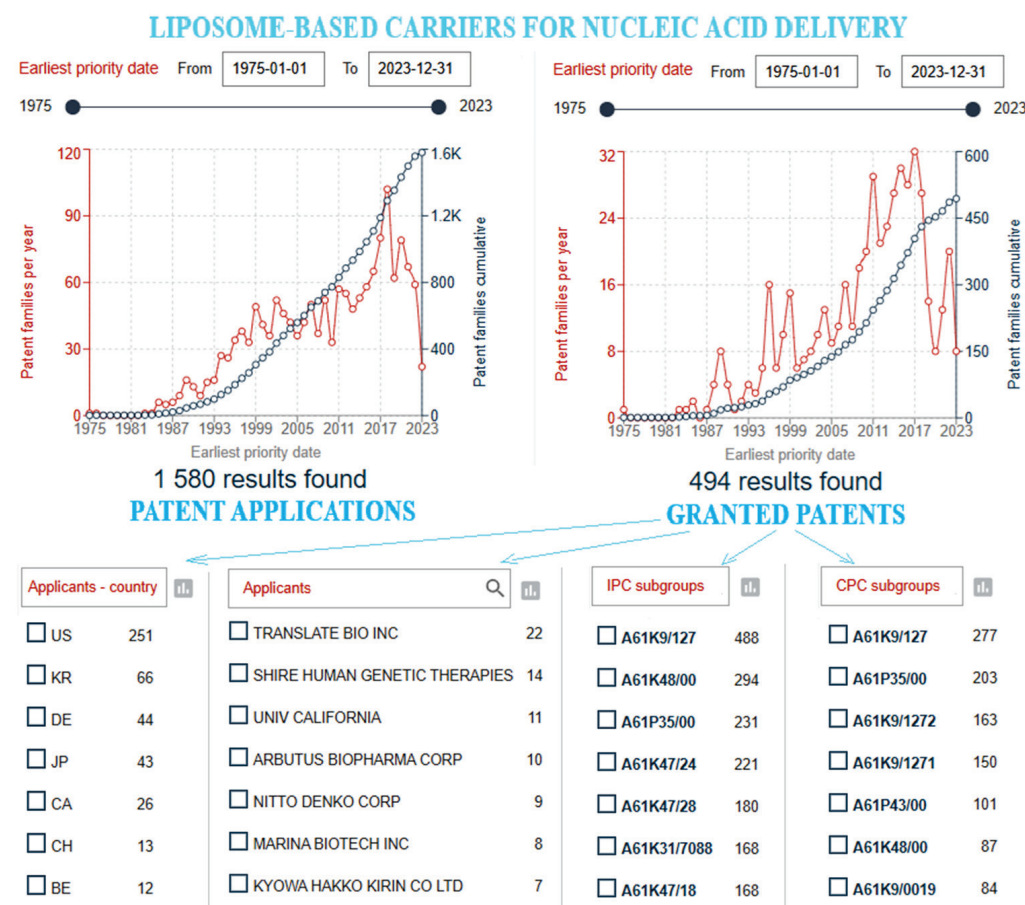 LIPOSOME-BASED CARRIERS FOR NUCLEIC ACID DELIVERY
Earliest priority date From 1975-01-01 To 2023-12-31
1975 2023
120
90
60
30
0
Patent families per year
1.6K
1.2K
800
400
0
Patent families cumulative
1975 1981 1987 1993 1999 2005 2011 2017 2023
Earliest priority date
1 580 results found
PATENT APPLICATIONS
Earliest priority date From 1975-01-01 To 2023-12-31
1975 2023
32
24
16
8
0
Patent families per year
600
450
300
150
0
Patent families cumulative
1975 1981 1987 1993 1999 2005 2011 2017 2023
Earliest priority date
494 results found
GRANTED PATENTS
Applicants - country
US 251
KR 66
DE 44
JP 43
CA 26
CH 13
BE 12
Applicants
TRANSLATE BIO INC 22
SHIRE HUMAN GENETIC THERAPIES 14
UNIV CALIFORNIA 11
ARBUTUS BIOPHARMA CORP 10
NITTO DENKO CORP 9
MARINA BIOTECH INC 8
KYOWA HAKKO KIRIN CO LTD 7
IPC subgroups
A61K9/127 488
A61K48/00 294
A61P35/00 231
A61K47/24 221
A61K47/28 180
A61K31/7088 168
A61K47/18 168
CPC subgroups
A61K9/127 277
A61P35/00 203
A61K9/1272 163
A61K9/1271 150
A61P43/00 101
A61K48/00 87
A61K9/0019 84